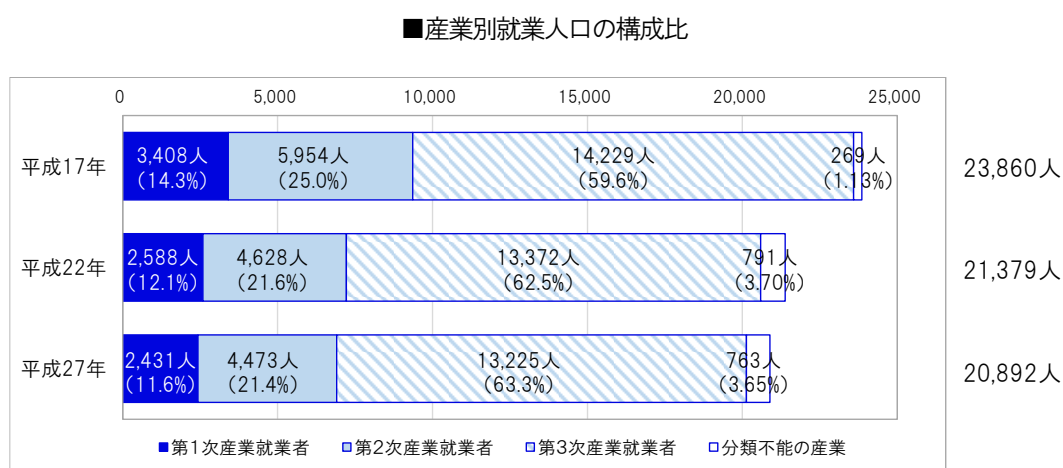 ■産業別就業人口の構成比
0 5,000 10,000 15,000 20,000 25,000
平成17年 3,408人 5,954人 14,229人 269人 23,860人
(14.3%) (25.0%) (59.6%) (1.13%)
平成22年 2,588人 4,628人 13,372人 791人 21,379人
(12.1%) (21.6%) (62.5%) (3.70%)
平成27年 2,431人 4,473人 13,225人 763人 20,892人
(11.6%) (21.4%) (63.3%) (3.65%)
■第1次産業就業者 第2次産業就業者 第3次産業就業者 分類不能の産業